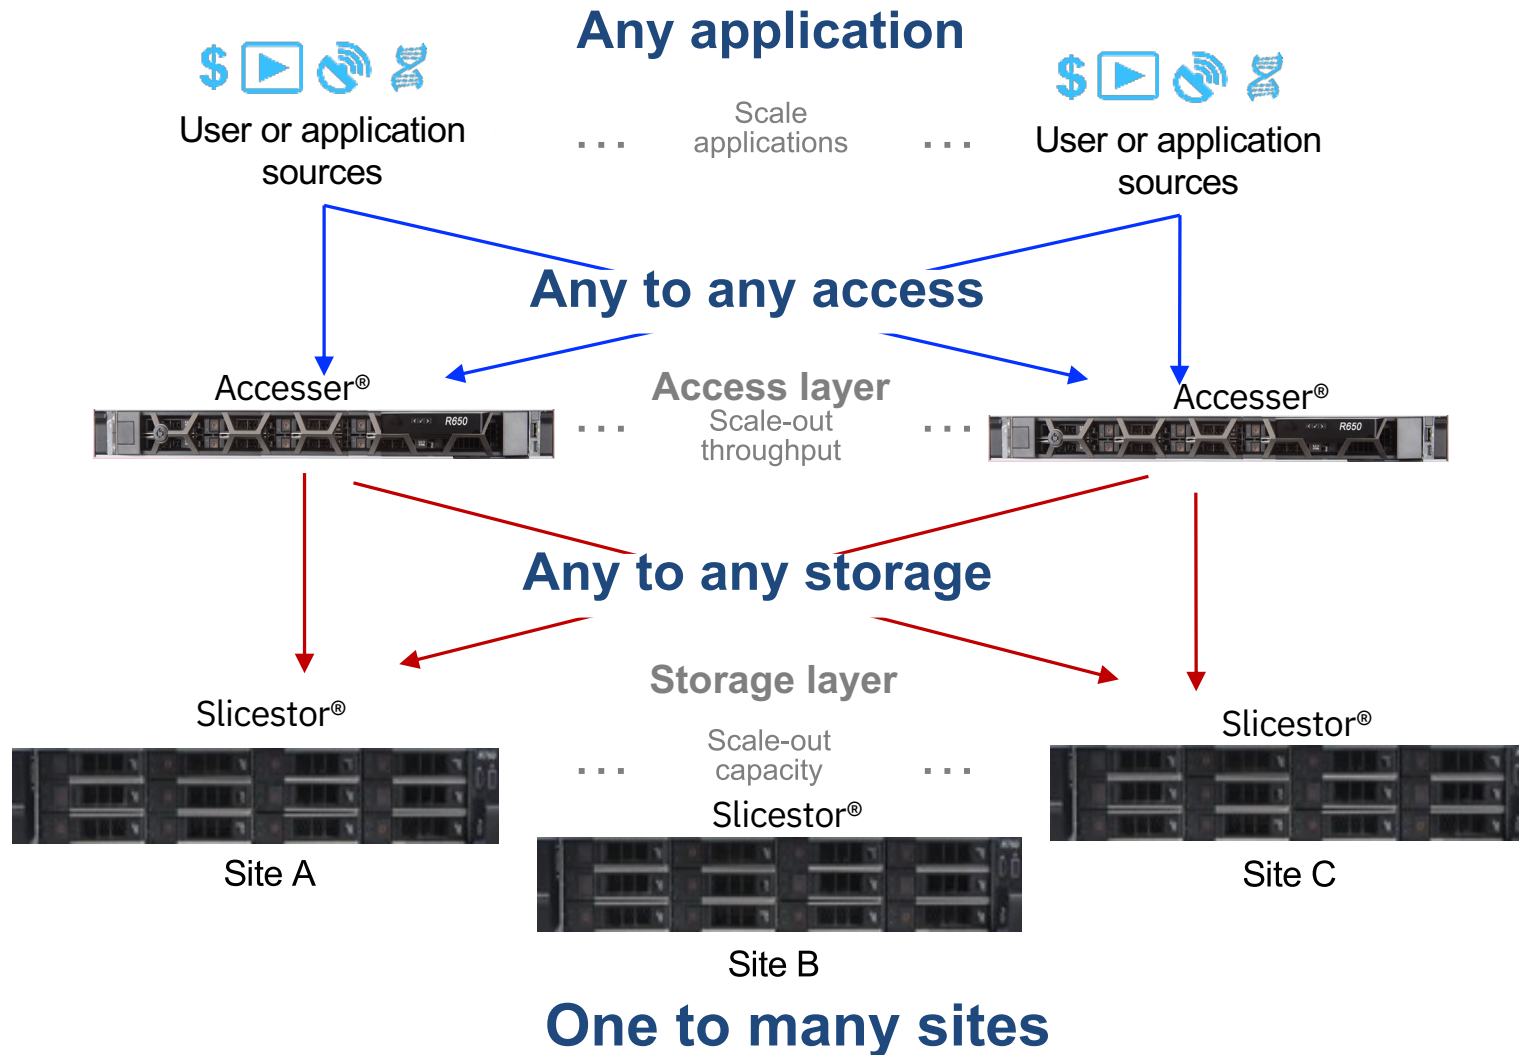 Any application
$
$
User or application
sources
...
Scale
applications
...
User or application
sources
Any to any access
Accesser®
Access layer
Accesser®
R650
...
Scale-out
throughput
...
R650
Any to any storage
Storage layer
Slicestor®
Slicestor®
...
Scale-out
capacity
...
Slicestor®
Site A
Site C
Site B
One to many sites